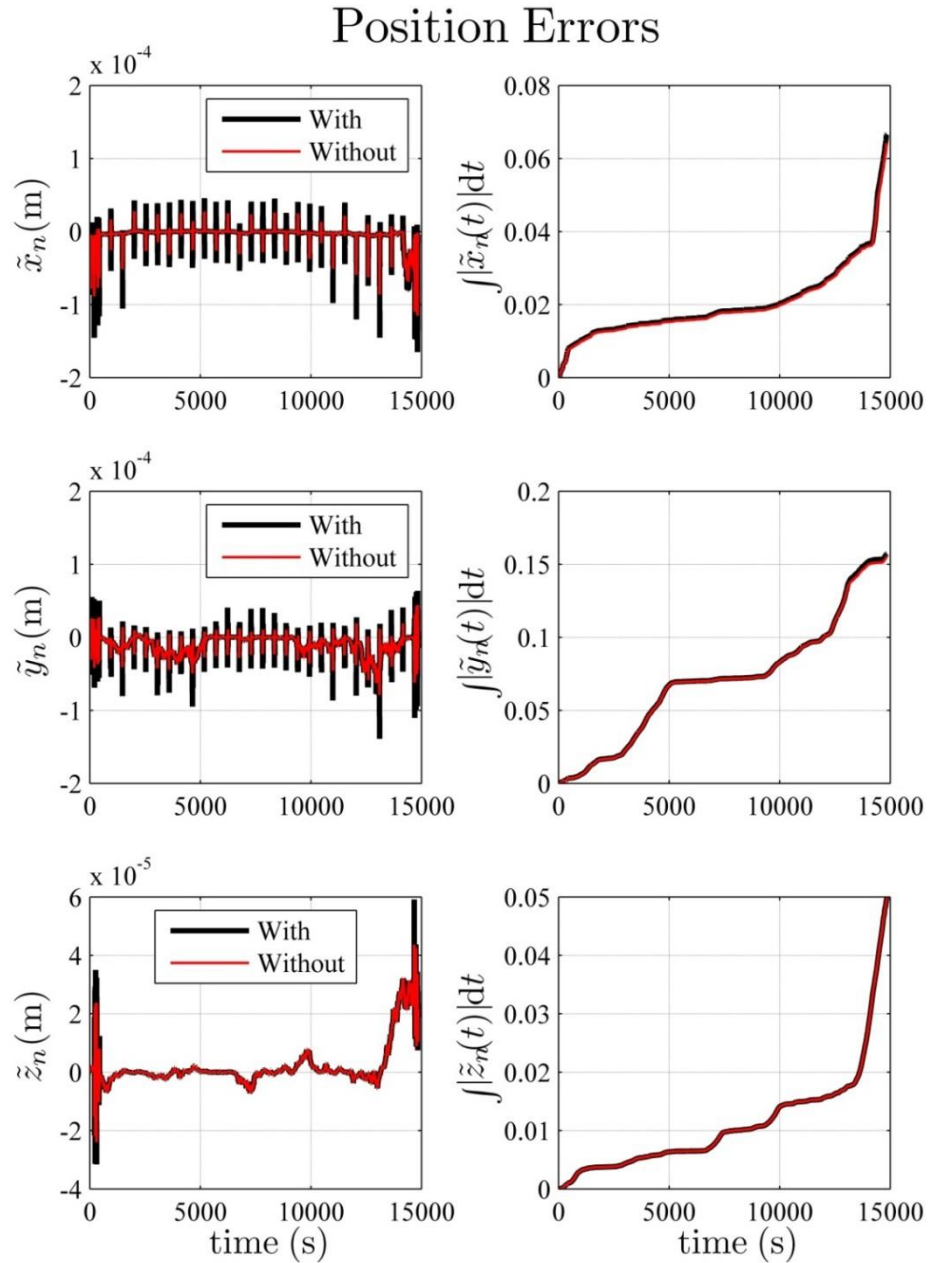 Position Errors
x 10⁻⁴
2
1
0
-1
-2
x̃ₙ(m)
With
Without
0 5000 10000 15000
0.08
0.06
0.04
0.02
0
∫|x̃ₙ(t)|dt
0 5000 10000 15000
x 10⁻⁴
2
1
0
-1
-2
ỹₙ(m)
With
Without
0 5000 10000 15000
0.2
0.15
0.1
0.05
0
∫|ỹₙ(t)|dt
0 5000 10000 15000
x 10⁻⁵
6
4
2
0
-2
-4
z̃ₙ(m)
With
Without
0 5000 10000 15000
time (s)
0.05
0.04
0.03
0.02
0.01
0
∫|z̃ₙ(t)|dt
0 5000 10000 15000
time (s)